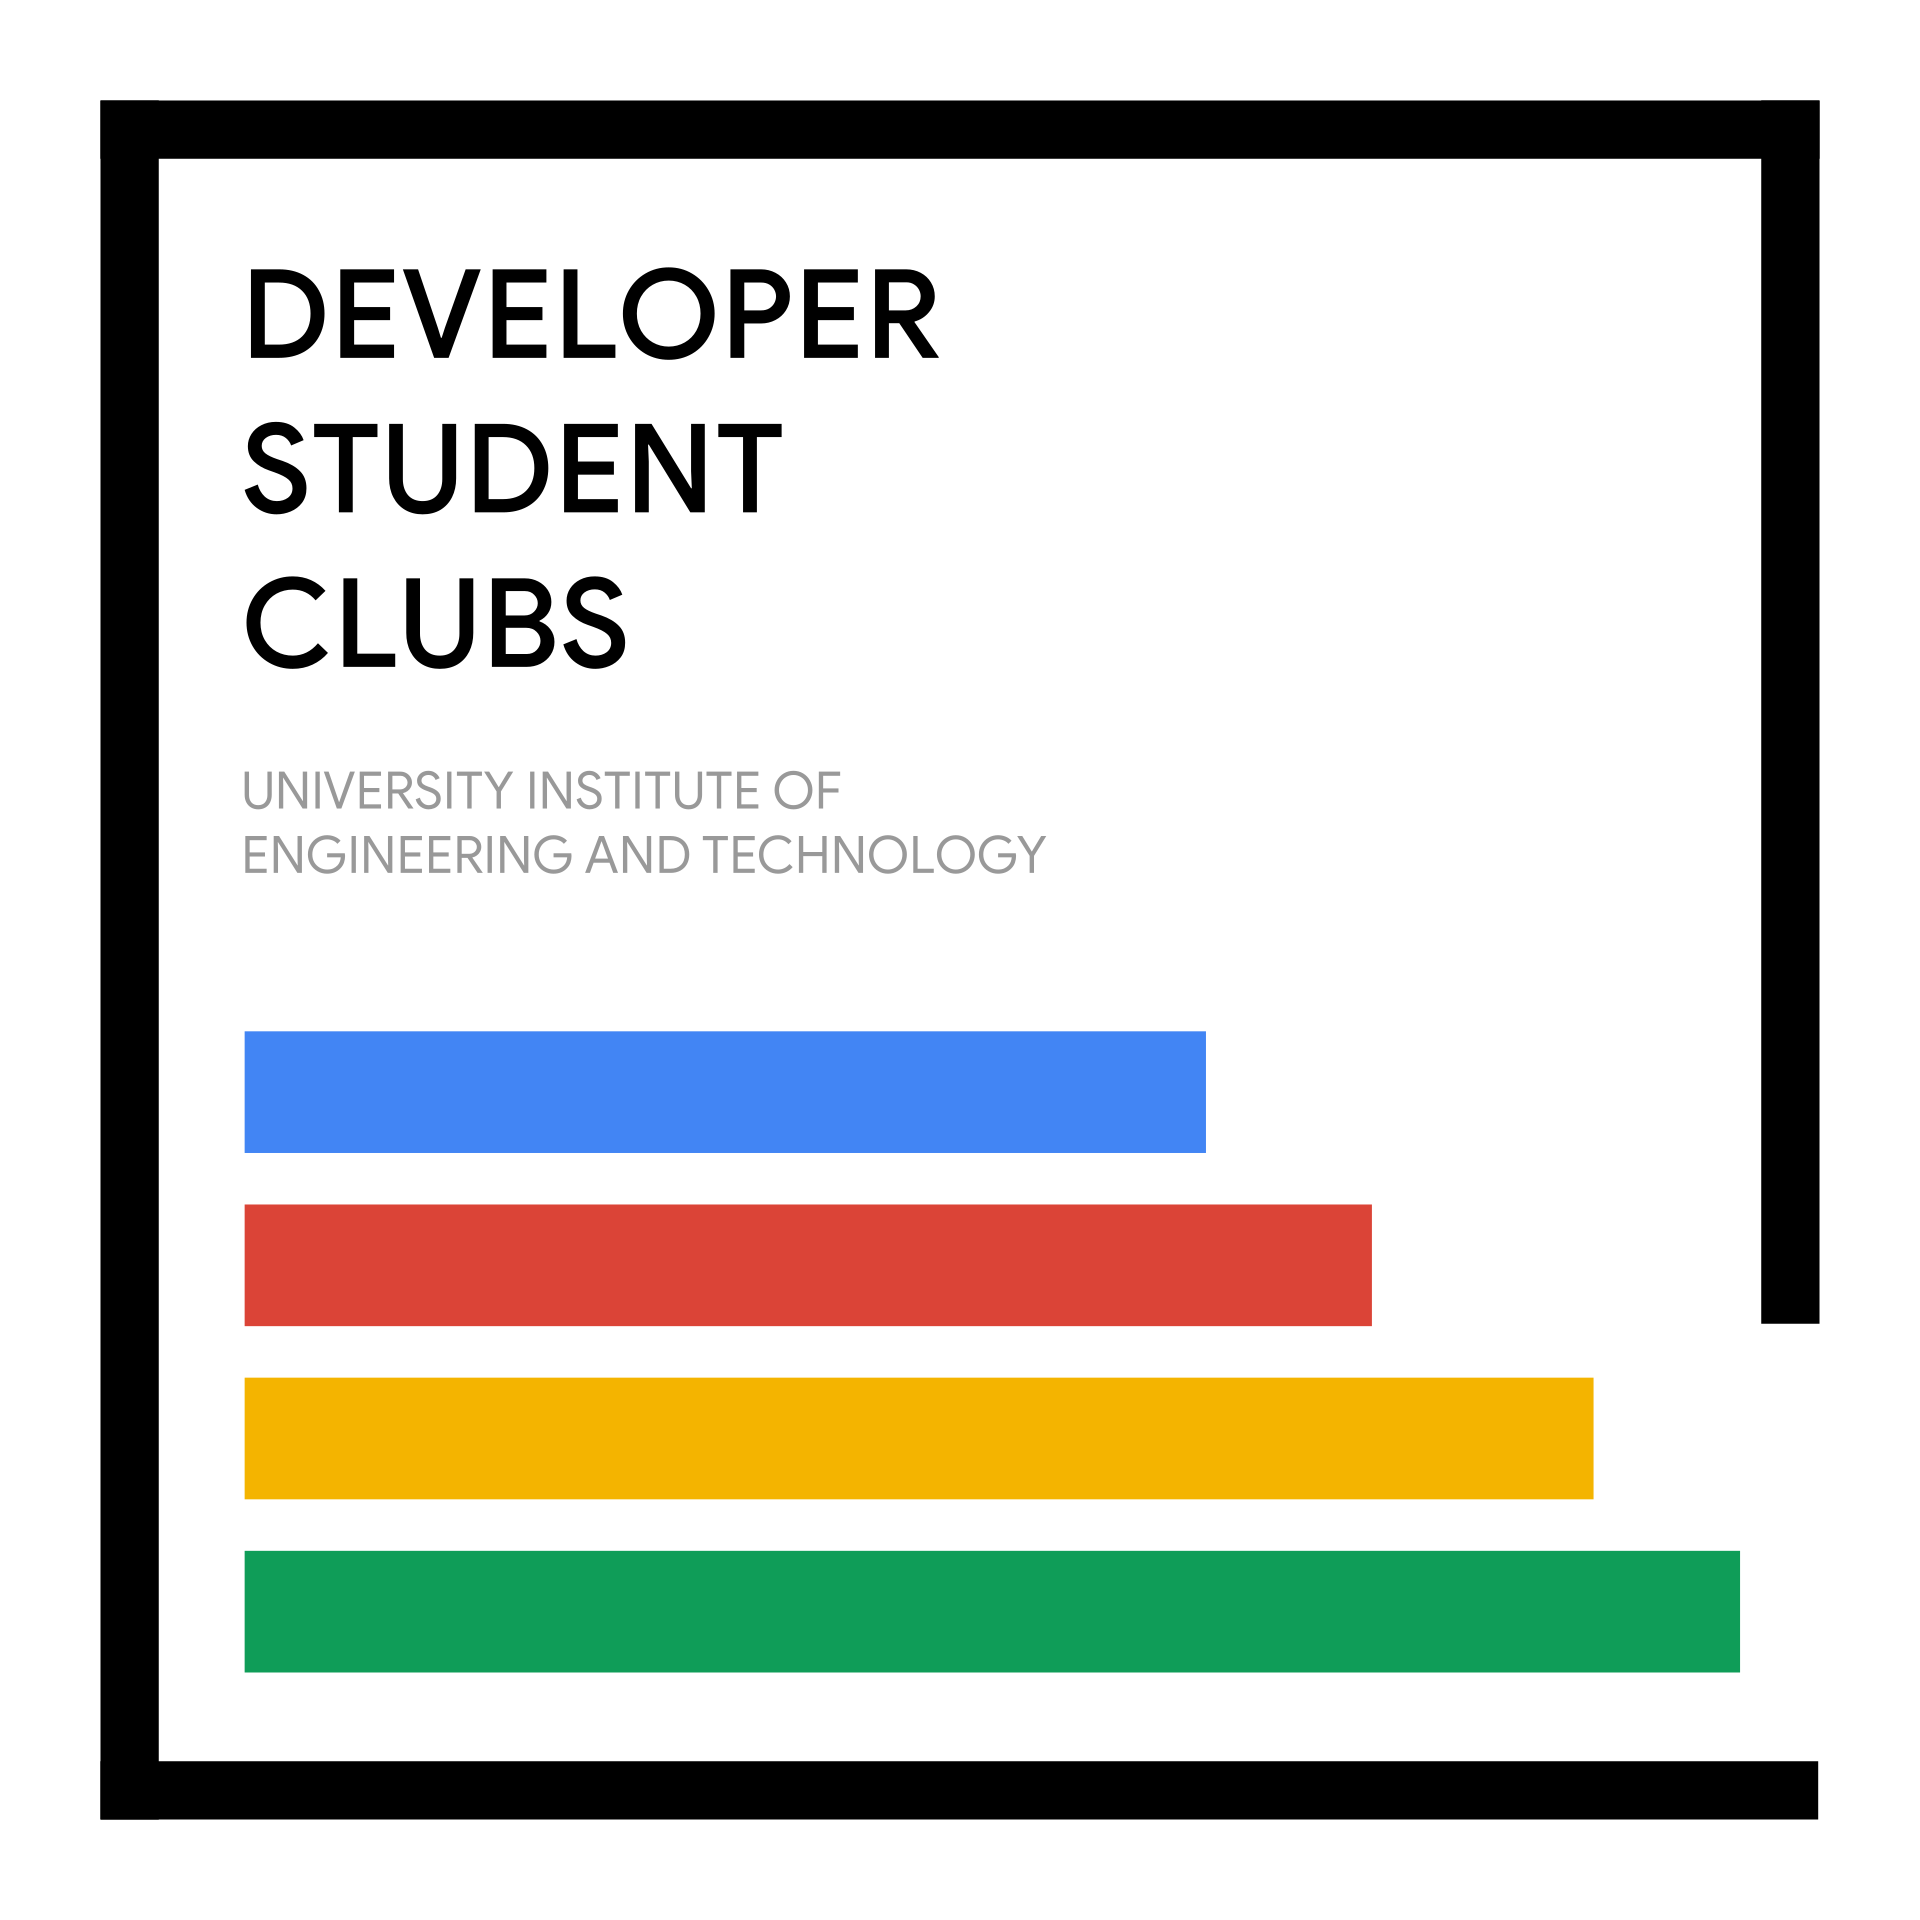 DEVELOPER
STUDENT
CLUBS
UNIVERSITY INSTITUTE OF
ENGINEERING AND TECHNOLOGY